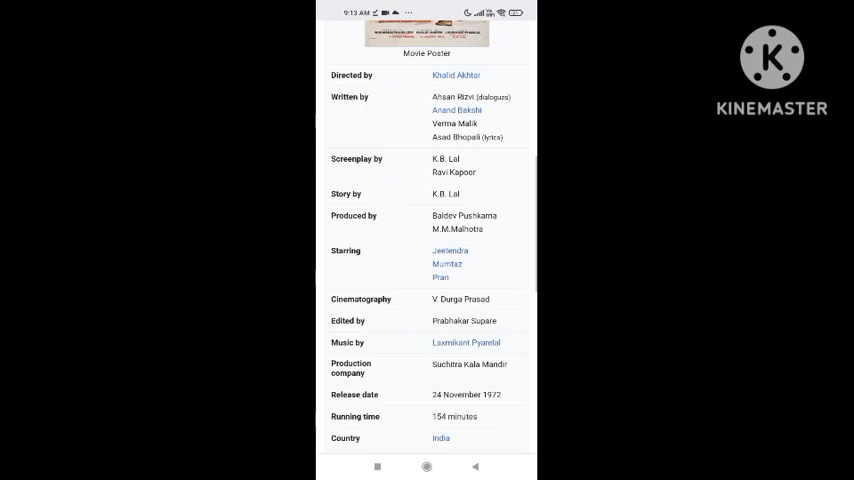 9:13 AM
KINEMASTER
Movie Poster
Directed by Khalid Akhtar
Written by Ahsan Rizvi (dialogues)
Anand Bakshi
Verma Malik
Asad Bhopali (lyrics)
Screenplay by K.B. Lal
Ravi Kapoor
Story by K.B. Lal
Produced by Baldev Pushkarna
M.M.Malhotra
Starring Jeetendra
Mumtaz
Pran
Cinematography V. Durga Prasad
Edited by Prabhakar Supare
Music by Laxmikant Pyarelal
Production company Suchitra Kala Mandir
Release date 24 November 1972
Running time 154 minutes
Country India